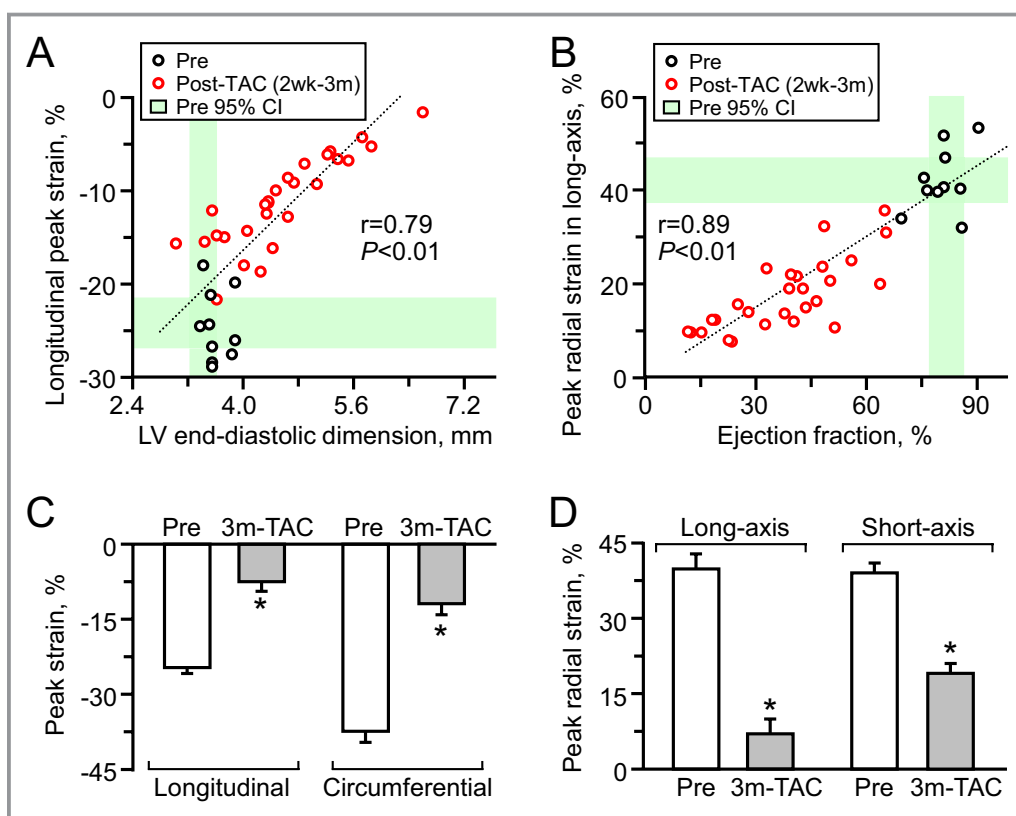 A
Pre
Post-TAC (2wk-3m)
Pre 95% CI
Longitudinal peak strain, %
0
-10
-20
-30
r=0.79
P<0.01
2.4 4.0 5.6 7.2
LV end-diastolic dimension, mm
B
Pre
Post-TAC (2wk-3m)
Pre 95% CI
Peak radial strain in long-axis, %
60
40
20
0
r=0.89
P<0.01
0 30 60 90
Ejection fraction, %
C
Pre 3m-TAC Pre 3m-TAC
Peak strain, %
0
-15
-30
-45
*
*
Longitudinal Circumferential
D
Long-axis Short-axis
Peak radial strain, %
45
30
15
0
*
*
Pre 3m-TAC Pre 3m-TAC